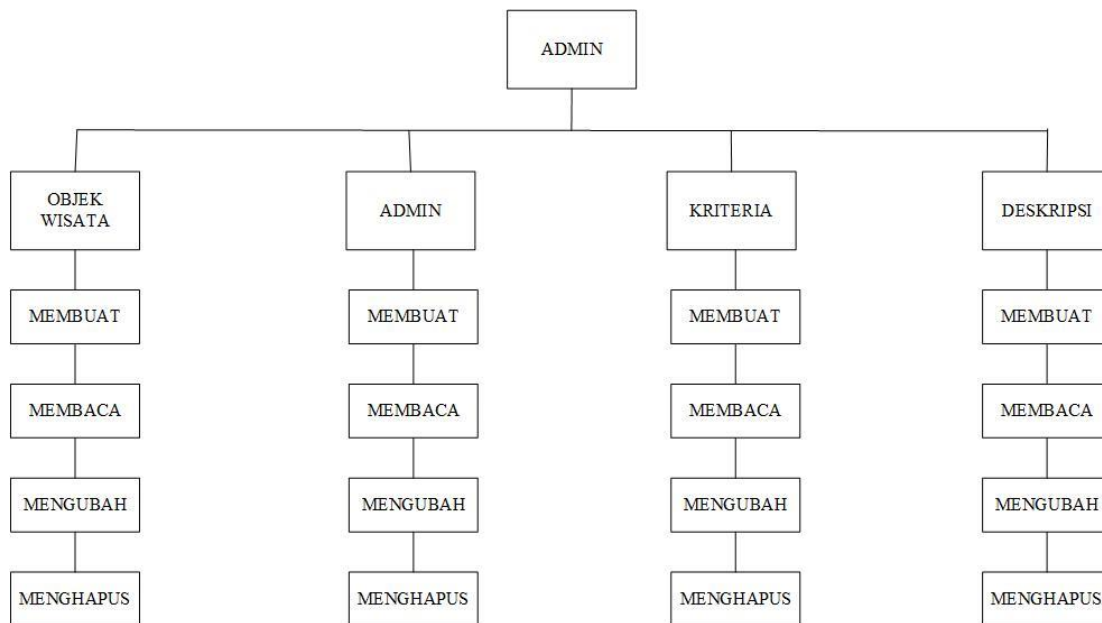 ADMIN
OBJEK
WISATA
ADMIN
KRITERIA
DESKRIPSI
MEMBUAT
MEMBUAT
MEMBUAT
MEMBUAT
MEMBACA
MEMBACA
MEMBACA
MEMBACA
MENGUBAH
MENGUBAH
MENGUBAH
MENGUBAH
MENGHAPUS
MENGHAPUS
MENGHAPUS
MENGHAPUS